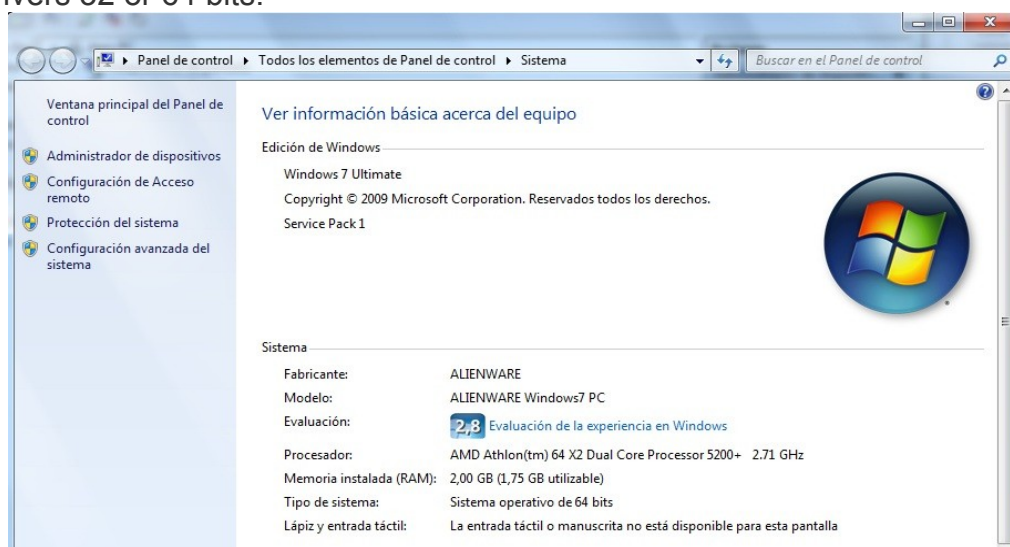 32 or 64 bits.
Panel de control ▸ Todos los elementos de Panel de control ▸ Sistema
Buscar en el Panel de control
Ventana principal del Panel de
control
Administrador de dispositivos
Configuración de Acceso
remoto
Protección del sistema
Configuración avanzada del
sistema
Ver información básica acerca del equipo
Edición de Windows
Windows 7 Ultimate
Copyright © 2009 Microsoft Corporation. Reservados todos los derechos.
Service Pack 1
Sistema
Fabricante: ALIENWARE
Modelo: ALIENWARE Windows7 PC
Evaluación: 2,8 Evaluación de la experiencia en Windows
Procesador: AMD Athlon(tm) 64 X2 Dual Core Processor 5200+ 2.71 GHz
Memoria instalada (RAM): 2,00 GB (1,75 GB utilizable)
Tipo de sistema: Sistema operativo de 64 bits
Lápiz y entrada táctil: La entrada táctil o manuscrita no está disponible para esta pantalla